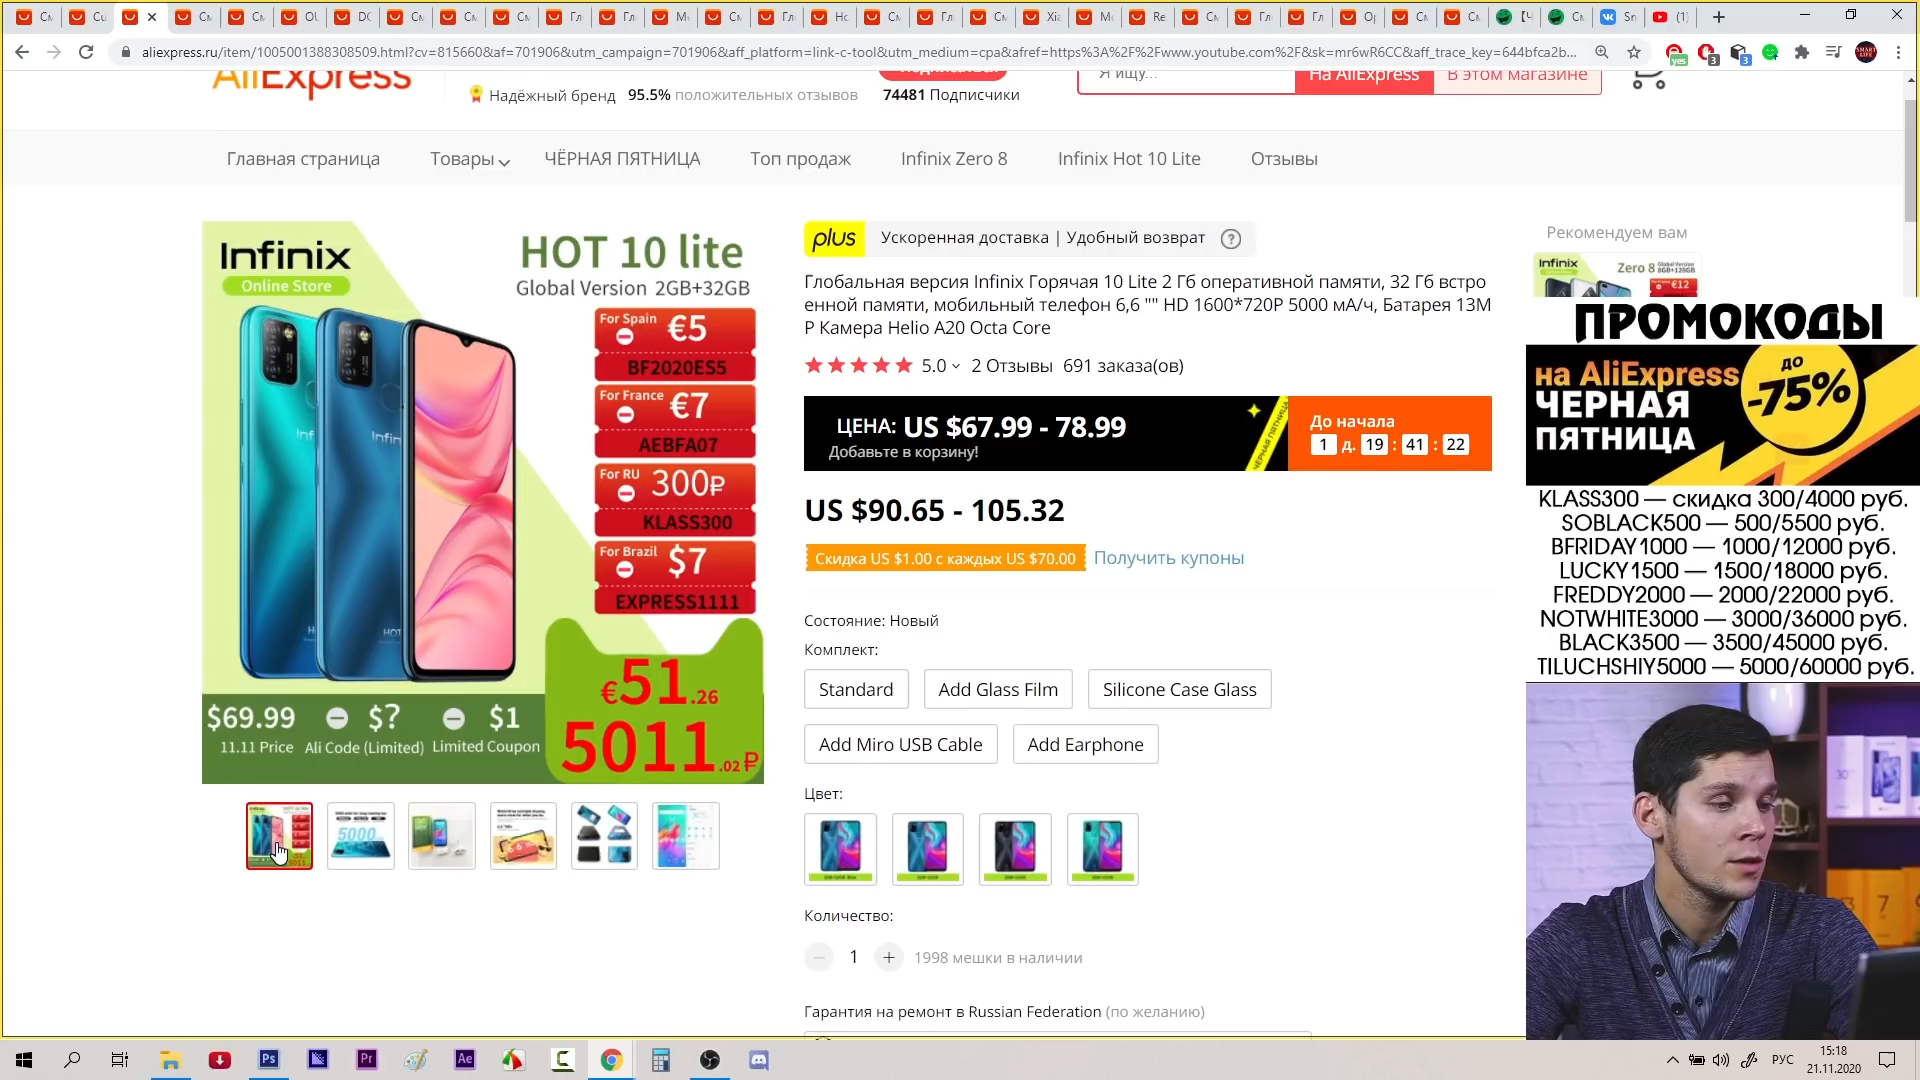 aliexpress.ru/item/1005001388308509.html?cv=815660&af=701906&utm_campaign=701906&aff_platform=link-c-tool&utm_medium=cpa&afref=https%3A%2F%2Fwww.youtube.com%2F&sk=mr6wR6CC&aff_trace_key=644bfca2b...
AliExpress
Надёжный бренд 95.5% положительных отзывов 74481 Подписчики
Я ищу... На AliExpress В этом магазине
Главная страница Товары ЧЁРНАЯ ПЯТНИЦА Топ продаж Infinix Zero 8 Infinix Hot 10 Lite Отзывы
Infinix
Online Store
HOT 10 lite
Global Version 2GB+32GB
For Spain €5
BF2020ES5
For France €7
AEBFA07
For RU 300₽
KLASS300
For Brazil $7
EXPRESS1111
€51.26
5011.02₽
$69.99 $? $1
11.11 Price Ali Code (Limited) Limited Coupon
plus Ускоренная доставка | Удобный возврат ?
Глобальная версия Infinix Горячая 10 Lite 2 Гб оперативной памяти, 32 Гб встро
енной памяти, мобильный телефон 6,6 "" HD 1600*720P 5000 мА/ч, Батарея 13М
Р Камера Helio A20 Octa Core
5.0 2 Отзывы 691 заказа(ов)
ЦЕНА: US $67.99 - 78.99
Добавьте в корзину!
ЧЁРНАЯ ПЯТНИЦА
До начала
1 д. 19 : 41 : 22
US $90.65 - 105.32
Скидка US $1.00 с каждых US $70.00 Получить купоны
Состояние: Новый
Комплект:
Standard Add Glass Film Silicone Case Glass
Add Miro USB Cable Add Earphone
Цвет:
Количество:
1 + 1998 мешки в наличии
Гарантия на ремонт в Russian Federation (по желанию)
Рекомендуем вам
Infinix Zero 8 Global Version 8GB+128GB
€12
ПРОМОКОДЫ
на AliExpress
ЧЕРНАЯ
ПЯТНИЦА
ДО
-75%
KLASS300 — скидка 300/4000 руб.
SOBLACK500 — 500/5500 руб.
BFRIDAY1000 — 1000/12000 руб.
LUCKY1500 — 1500/18000 руб.
FREDDY2000 — 2000/22000 руб.
NOTWHITE3000 — 3000/36000 руб.
BLACK3500 — 3500/45000 руб.
TILUCHSHIY5000 — 5000/60000 руб.
РУС
15:18
21.11.2020